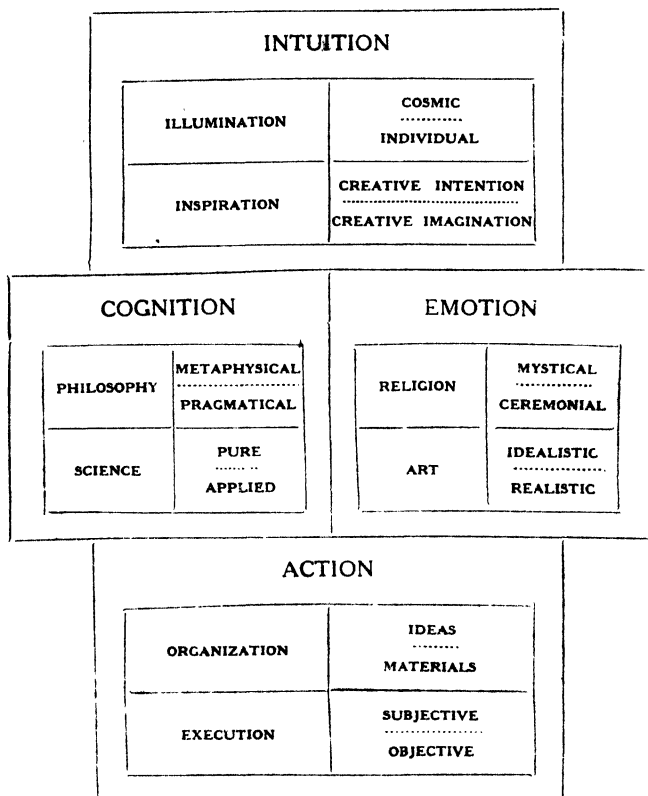 INTUITION
ILLUMINATION
COSMIC
INDIVIDUAL
INSPIRATION
CREATIVE INTENTION
CREATIVE IMAGINATION
COGNITION
PHILOSOPHY
METAPHYSICAL
PRAGMATICAL
SCIENCE
PURE
APPLIED
EMOTION
RELIGION
MYSTICAL
CEREMONIAL
ART
IDEALISTIC
REALISTIC
ACTION
ORGANIZATION
IDEAS
MATERIALS
EXECUTION
SUBJECTIVE
OBJECTIVE